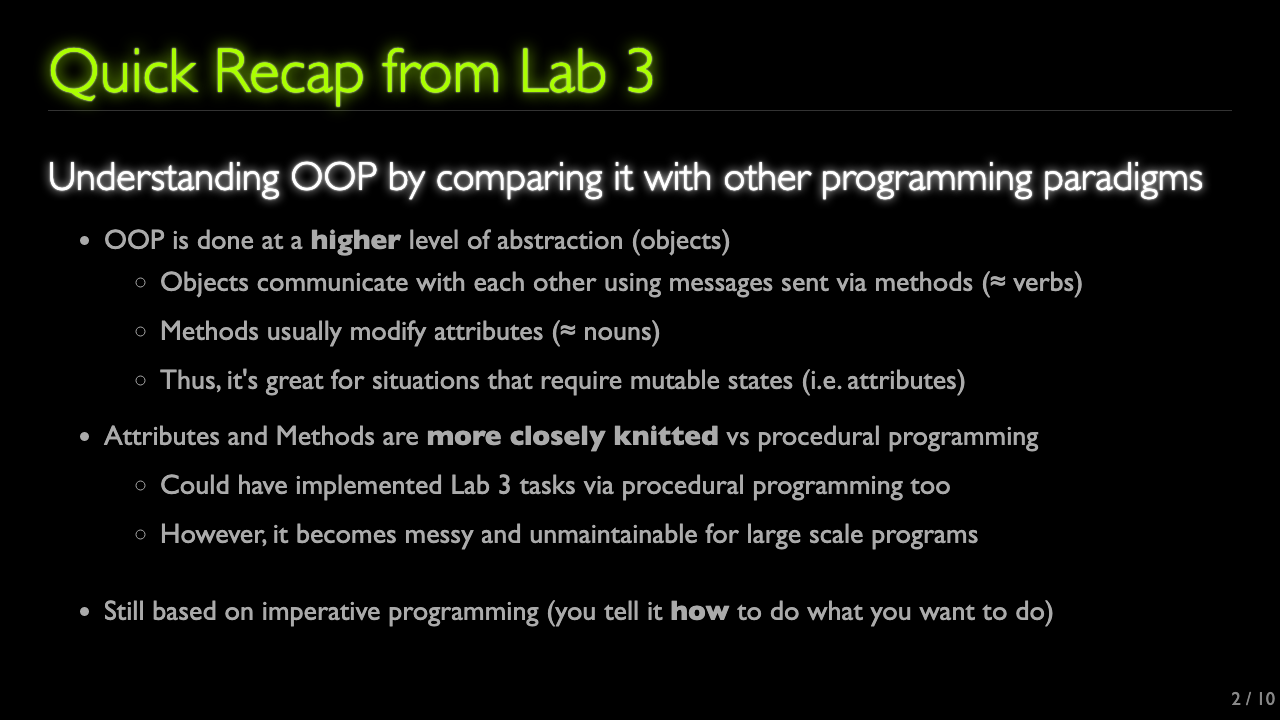 Quick Recap from Lab 3
Understanding OOP by comparing it with other programming paradigms
• OOP is done at a higher level of abstraction (objects)
○ Objects communicate with each other using messages sent via methods (≈ verbs)
○ Methods usually modify attributes (≈ nouns)
○ Thus, it's great for situations that require mutable states (i.e. attributes)
• Attributes and Methods are more closely knitted vs procedural programming
○ Could have implemented Lab 3 tasks via procedural programming too
○ However, it becomes messy and unmaintainable for large scale programs
• Still based on imperative programming (you tell it how to do what you want to do)
2 / 10